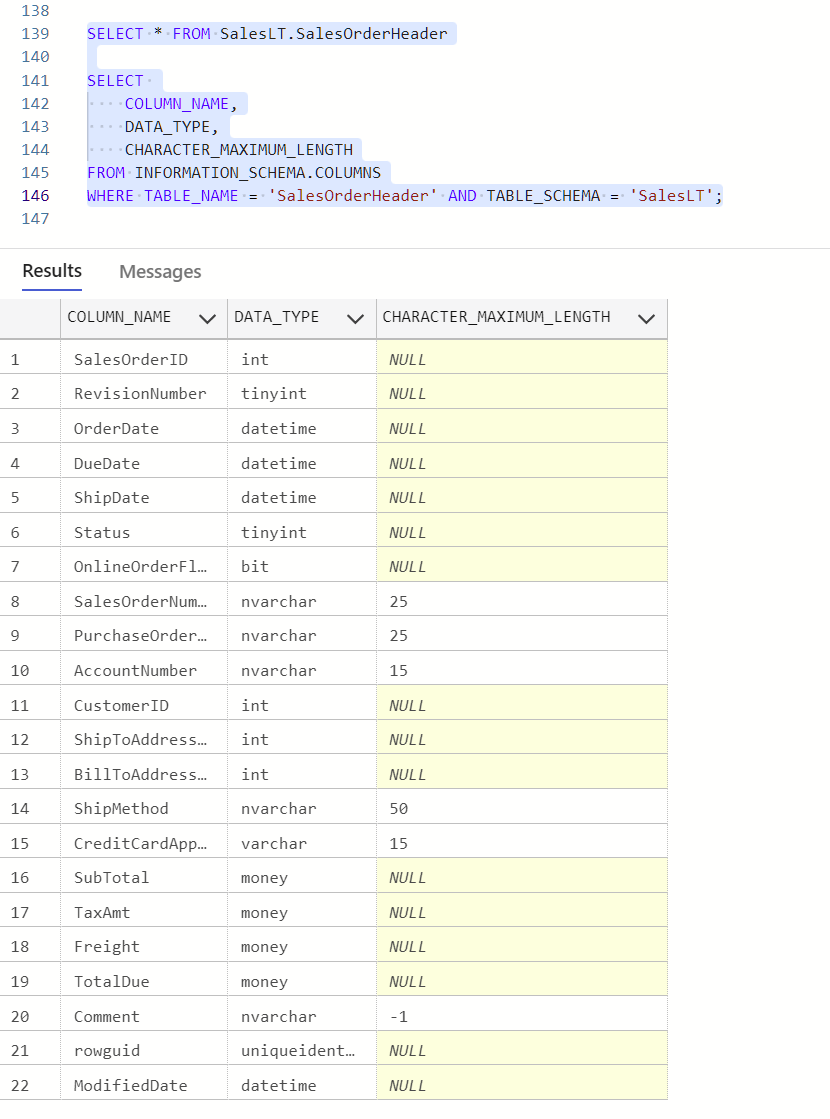 138
139 SELECT * FROM SalesLT.SalesOrderHeader
140
141 SELECT
142 COLUMN_NAME,
143 DATA_TYPE,
144 CHARACTER_MAXIMUM_LENGTH
145 FROM INFORMATION_SCHEMA.COLUMNS
146 WHERE TABLE_NAME = 'SalesOrderHeader' AND TABLE_SCHEMA = 'SalesLT';
147
Results Messages
COLUMN_NAME DATA_TYPE CHARACTER_MAXIMUM_LENGTH
1 SalesOrderID int NULL
2 RevisionNumber tinyint NULL
3 OrderDate datetime NULL
4 DueDate datetime NULL
5 ShipDate datetime NULL
6 Status tinyint NULL
7 OnlineOrderFl… bit NULL
8 SalesOrderNum… nvarchar 25
9 PurchaseOrder… nvarchar 25
10 AccountNumber nvarchar 15
11 CustomerID int NULL
12 ShipToAddress… int NULL
13 BillToAddress… int NULL
14 ShipMethod nvarchar 50
15 CreditCardApp… varchar 15
16 SubTotal money NULL
17 TaxAmt money NULL
18 Freight money NULL
19 TotalDue money NULL
20 Comment nvarchar -1
21 rowguid uniqueident… NULL
22 ModifiedDate datetime NULL